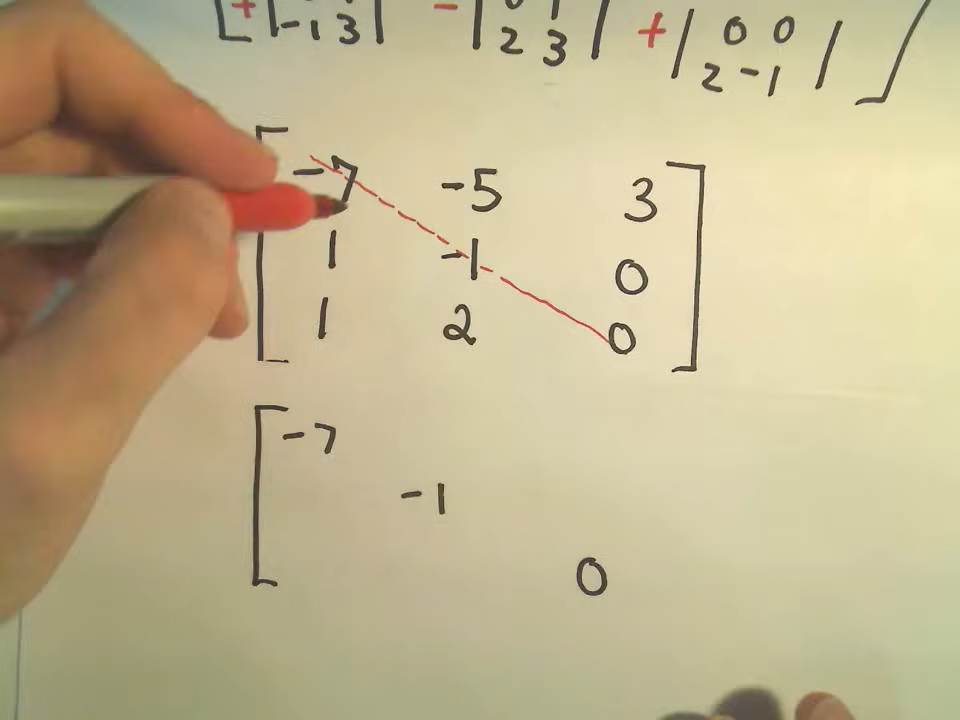 [ + | -1 3 | - | 2 3 | + | 0 0 |
2 -1 | ]
[ -7 -5 3 ]
1 -1 0
1 2 0
[ -7
-1
0